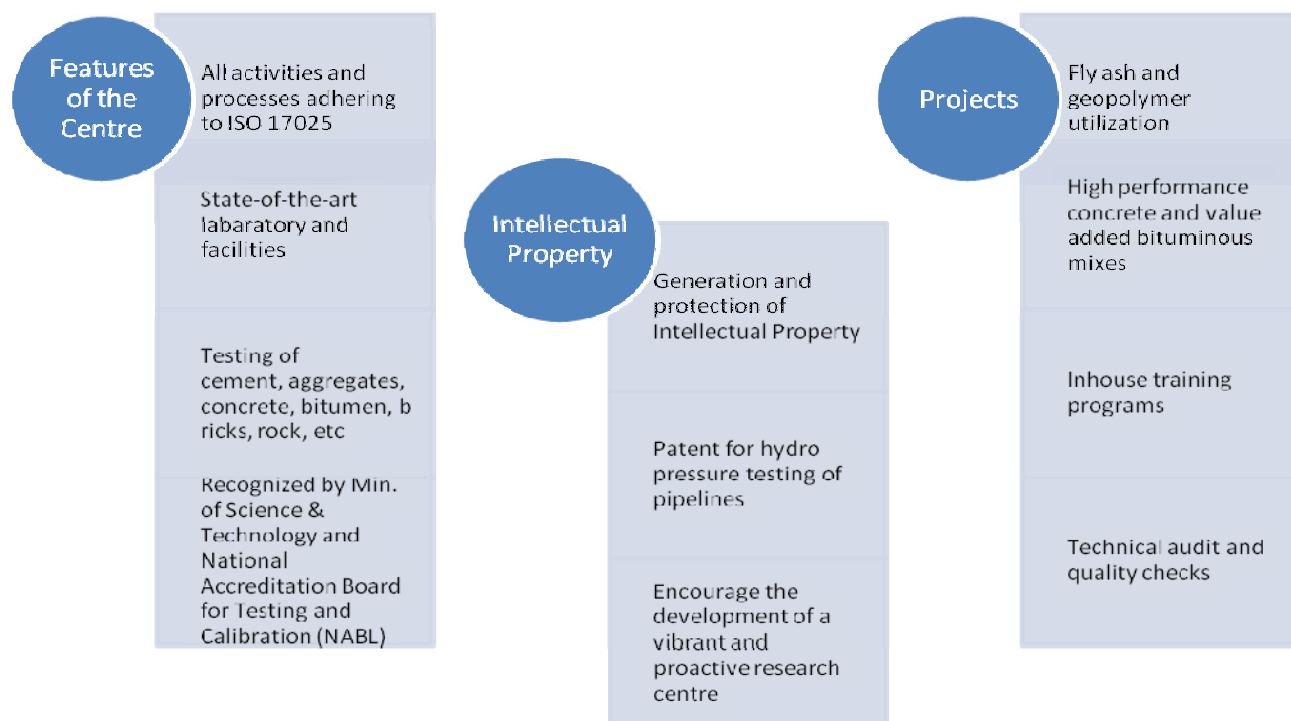 Features
of the
Centre
All activities and
processes adhering
to ISO 17025
State-of-the-art
labaratory and
facilities
Testing of
cement, aggregates,
concrete, bitumen, b
ricks, rock, etc
Recognized by Min.
of Science &
Technology and
National
Accreditation Board
for Testing and
Calibration (NABL)
Intellectual
Property
Generation and
protection of
Intellectual Property
Patent for hydro
pressure testing of
pipelines
Encourage the
development of a
vibrant and
proactive research
centre
Projects
Fly ash and
geopolymer
utilization
High performance
concrete and value
added bituminous
mixes
Inhouse training
programs
Technical audit and
quality checks